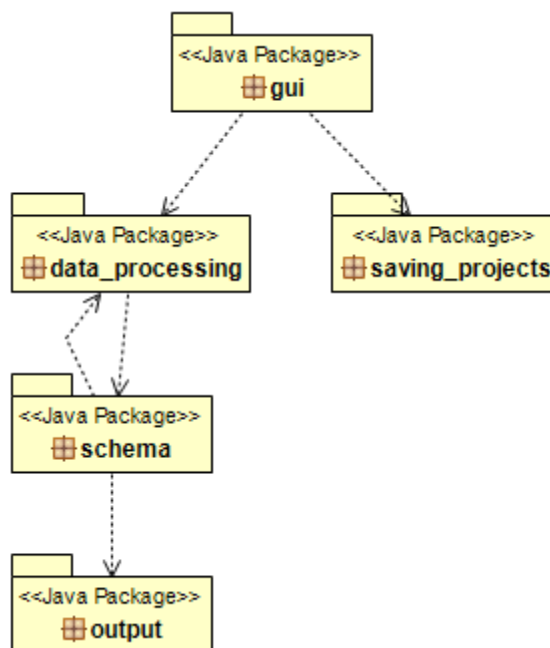 <<Java Package>>
gui
<<Java Package>>
data_processing
<<Java Package>>
saving_projects
<<Java Package>>
schema
<<Java Package>>
output